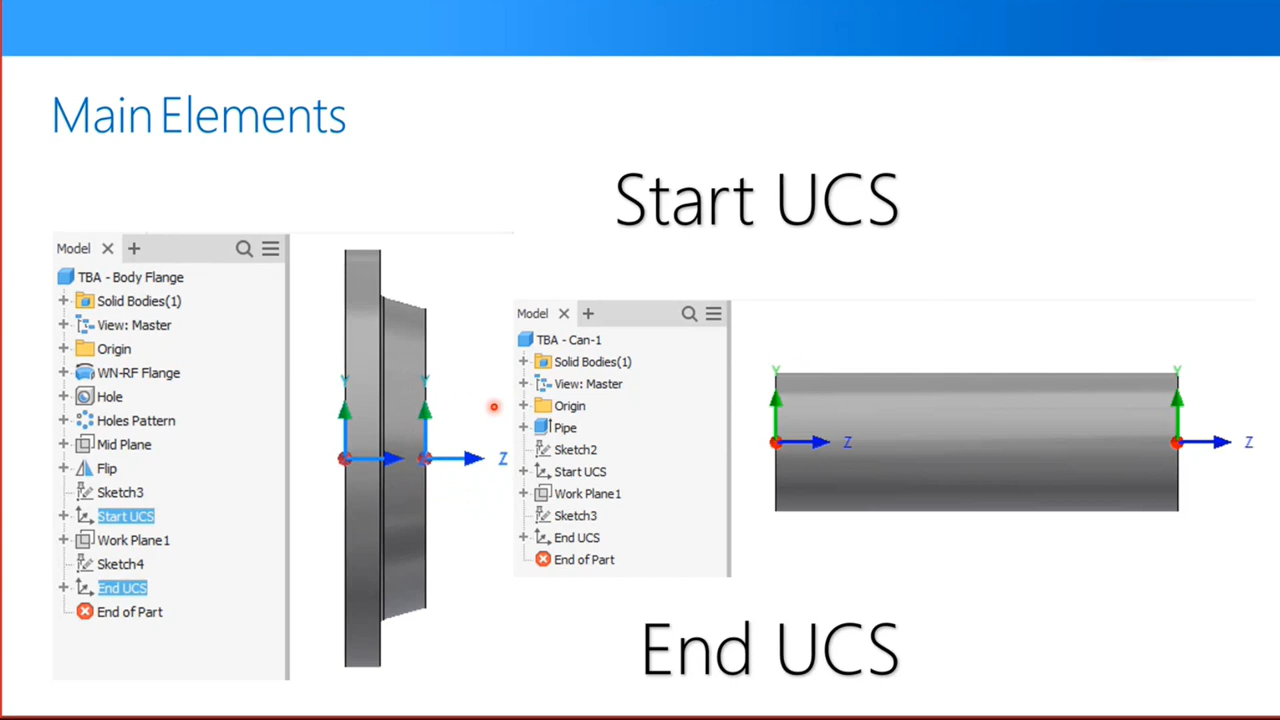 Main Elements
Start UCS
Model
TBA - Body Flange
Solid Bodies(1)
View: Master
Origin
WN-RF Flange
Hole
Holes Pattern
Mid Plane
Flip
Sketch3
Start UCS
Work Plane1
Sketch4
End UCS
End of Part
Y
Y
Z
Model
TBA - Can-1
Solid Bodies(1)
View: Master
Origin
Pipe
Sketch2
Start UCS
Work Plane1
Sketch3
End UCS
End of Part
Y
Y
Z
Z
End UCS